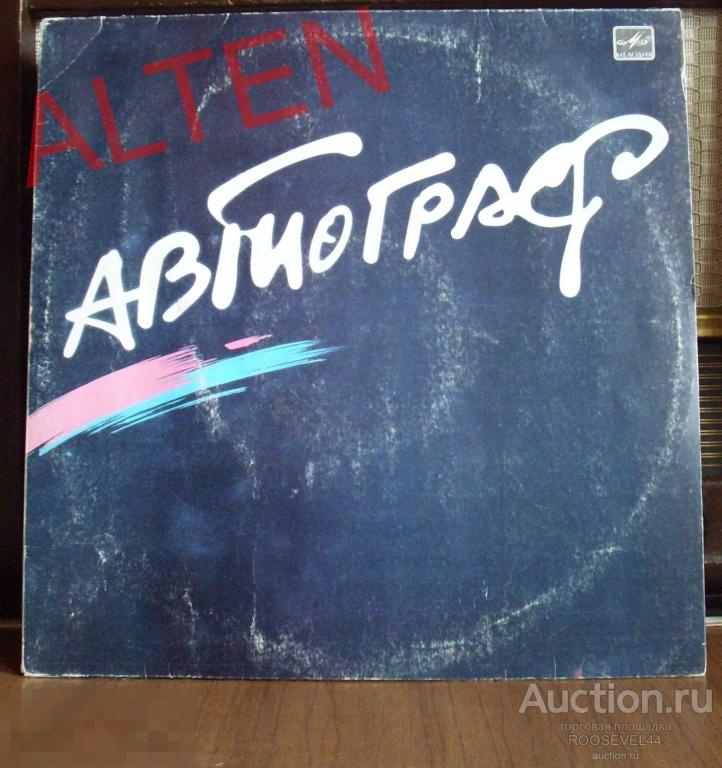 ALTEN
МЕЛОДИЯ
АВТОГРАФ
Auction.ru
торговая площадка
ROOSEVEL44
auction.ru